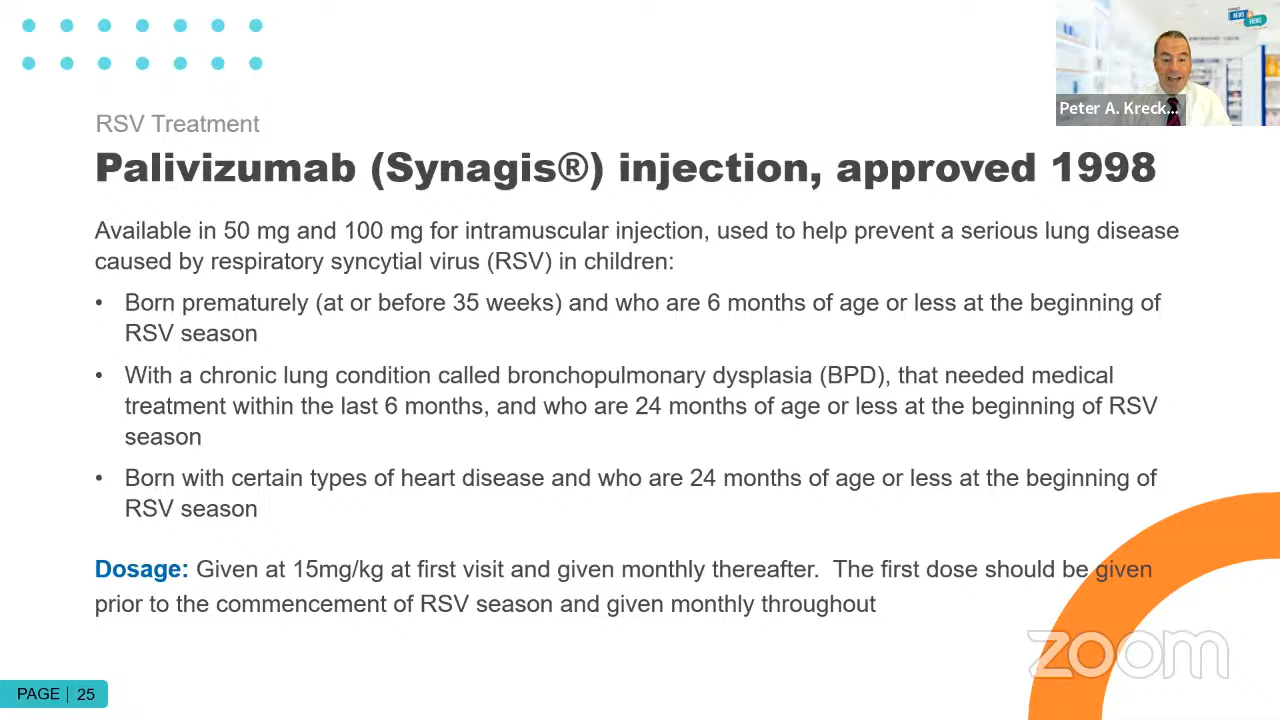 NEWS
VIEWS
Peter A. Kreck...
RSV Treatment
Palivizumab (Synagis®) injection, approved 1998
Available in 50 mg and 100 mg for intramuscular injection, used to help prevent a serious lung disease
caused by respiratory syncytial virus (RSV) in children:
• Born prematurely (at or before 35 weeks) and who are 6 months of age or less at the beginning of
RSV season
• With a chronic lung condition called bronchopulmonary dysplasia (BPD), that needed medical
treatment within the last 6 months, and who are 24 months of age or less at the beginning of RSV
season
• Born with certain types of heart disease and who are 24 months of age or less at the beginning of
RSV season
Dosage: Given at 15mg/kg at first visit and given monthly thereafter. The first dose should be given
prior to the commencement of RSV season and given monthly throughout
zoom
PAGE | 25